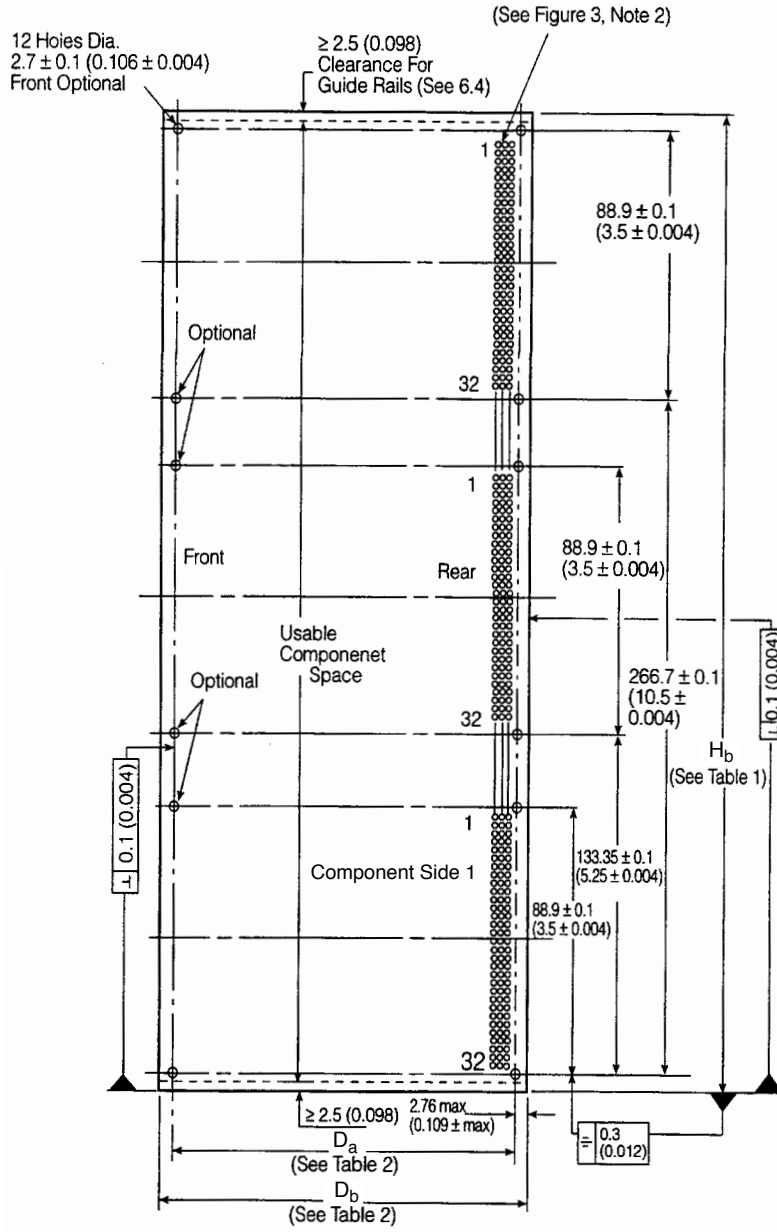 (See Figure 3, Note 2)
12 Holes Dia.
2.7 ± 0.1 (0.106 ± 0.004)
Front Optional
≥ 2.5 (0.098)
Clearance For
Guide Rails (See 6.4)
1
88.9 ± 0.1
(3.5 ± 0.004)
Optional
32
1
88.9 ± 0.1
(3.5 ± 0.004)
Front
Rear
Usable
Componenet
Space
⊥ 0.1 (0.004)
Optional
266.7 ± 0.1
(10.5 ±
0.004)
32
H_b
(See Table 1)
⊥ 0.1 (0.004)
1
Component Side 1
133.35 ± 0.1
(5.25 ± 0.004)
88.9 ± 0.1
(3.5 ± 0.004)
32
≥ 2.5 (0.098)
2.76 max
(0.109 ± max)
0.3
(0.012)
D_a
(See Table 2)
D_b
(See Table 2)